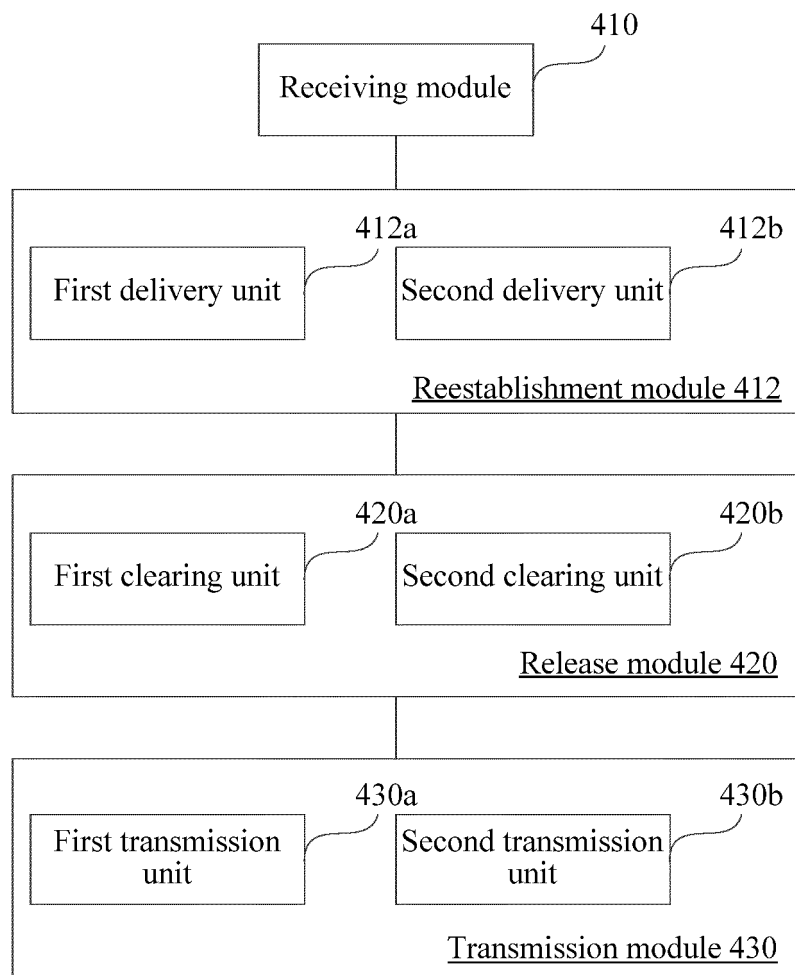 410
Receiving module
412a
412b
First delivery unit
Second delivery unit
Reestablishment module 412
420a
420b
First clearing unit
Second clearing unit
Release module 420
430a
430b
First transmission
unit
Second transmission
unit
Transmission module 430